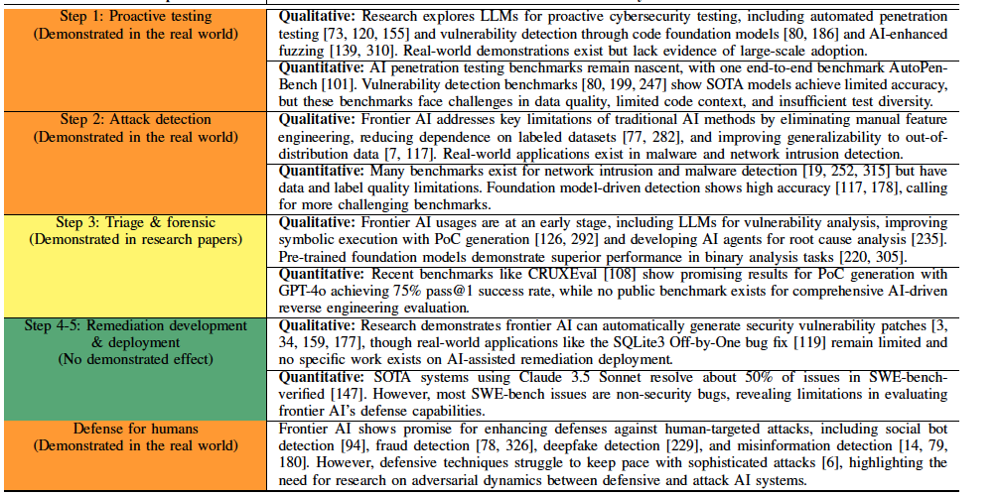 Step 1: Proactive testing
(Demonstrated in the real world)
Qualitative: Research explores LLMs for proactive cybersecurity testing, including automated penetration
testing [73, 120, 155] and vulnerability detection through code foundation models [80, 186] and AI-enhanced
fuzzing [139, 310]. Real-world demonstrations exist but lack evidence of large-scale adoption.
Quantitative: AI penetration testing benchmarks remain nascent, with one end-to-end benchmark AutoPen-
Bench [101]. Vulnerability detection benchmarks [80, 199, 247] show SOTA models achieve limited accuracy,
but these benchmarks face challenges in data quality, limited code context, and insufficient test diversity.
Step 2: Attack detection
(Demonstrated in the real world)
Qualitative: Frontier AI addresses key limitations of traditional AI methods by eliminating manual feature
engineering, reducing dependence on labeled datasets [77, 282], and improving generalizability to out-of-
distribution data [7, 117]. Real-world applications exist in malware and network intrusion detection.
Quantitative: Many benchmarks exist for network intrusion and malware detection [19, 252, 315] but have
data and label quality limitations. Foundation model-driven detection shows high accuracy [117, 178], calling
for more challenging benchmarks.
Step 3: Triage & forensic
(Demonstrated in research papers)
Qualitative: Frontier AI usages are at an early stage, including LLMs for vulnerability analysis, improving
symbolic execution with PoC generation [126, 292] and developing AI agents for root cause analysis [235].
Pre-trained foundation models demonstrate superior performance in binary analysis tasks [220, 305].
Quantitative: Recent benchmarks like CRUXEval [108] show promising results for PoC generation with
GPT-4o achieving 75% pass@1 success rate, while no public benchmark exists for comprehensive AI-driven
reverse engineering evaluation.
Step 4-5: Remediation development
& deployment
(No demonstrated effect)
Qualitative: Research demonstrates frontier AI can automatically generate security vulnerability patches [3,
34, 159, 177], though real-world applications like the SQLite3 Off-by-One bug fix [119] remain limited and
no specific work exists on AI-assisted remediation deployment.
Quantitative: SOTA systems using Claude 3.5 Sonnet resolve about 50% of issues in SWE-bench-
verified [147]. However, most SWE-bench issues are non-security bugs, revealing limitations in evaluating
frontier AI's defense capabilities.
Defense for humans
(Demonstrated in the real world)
Frontier AI shows promise for enhancing defenses against human-targeted attacks, including social bot
detection [94], fraud detection [78, 326], deepfake detection [229], and misinformation detection [14, 79,
180]. However, defensive techniques struggle to keep pace with sophisticated attacks [6], highlighting the
need for research on adversarial dynamics between defensive and attack AI systems.